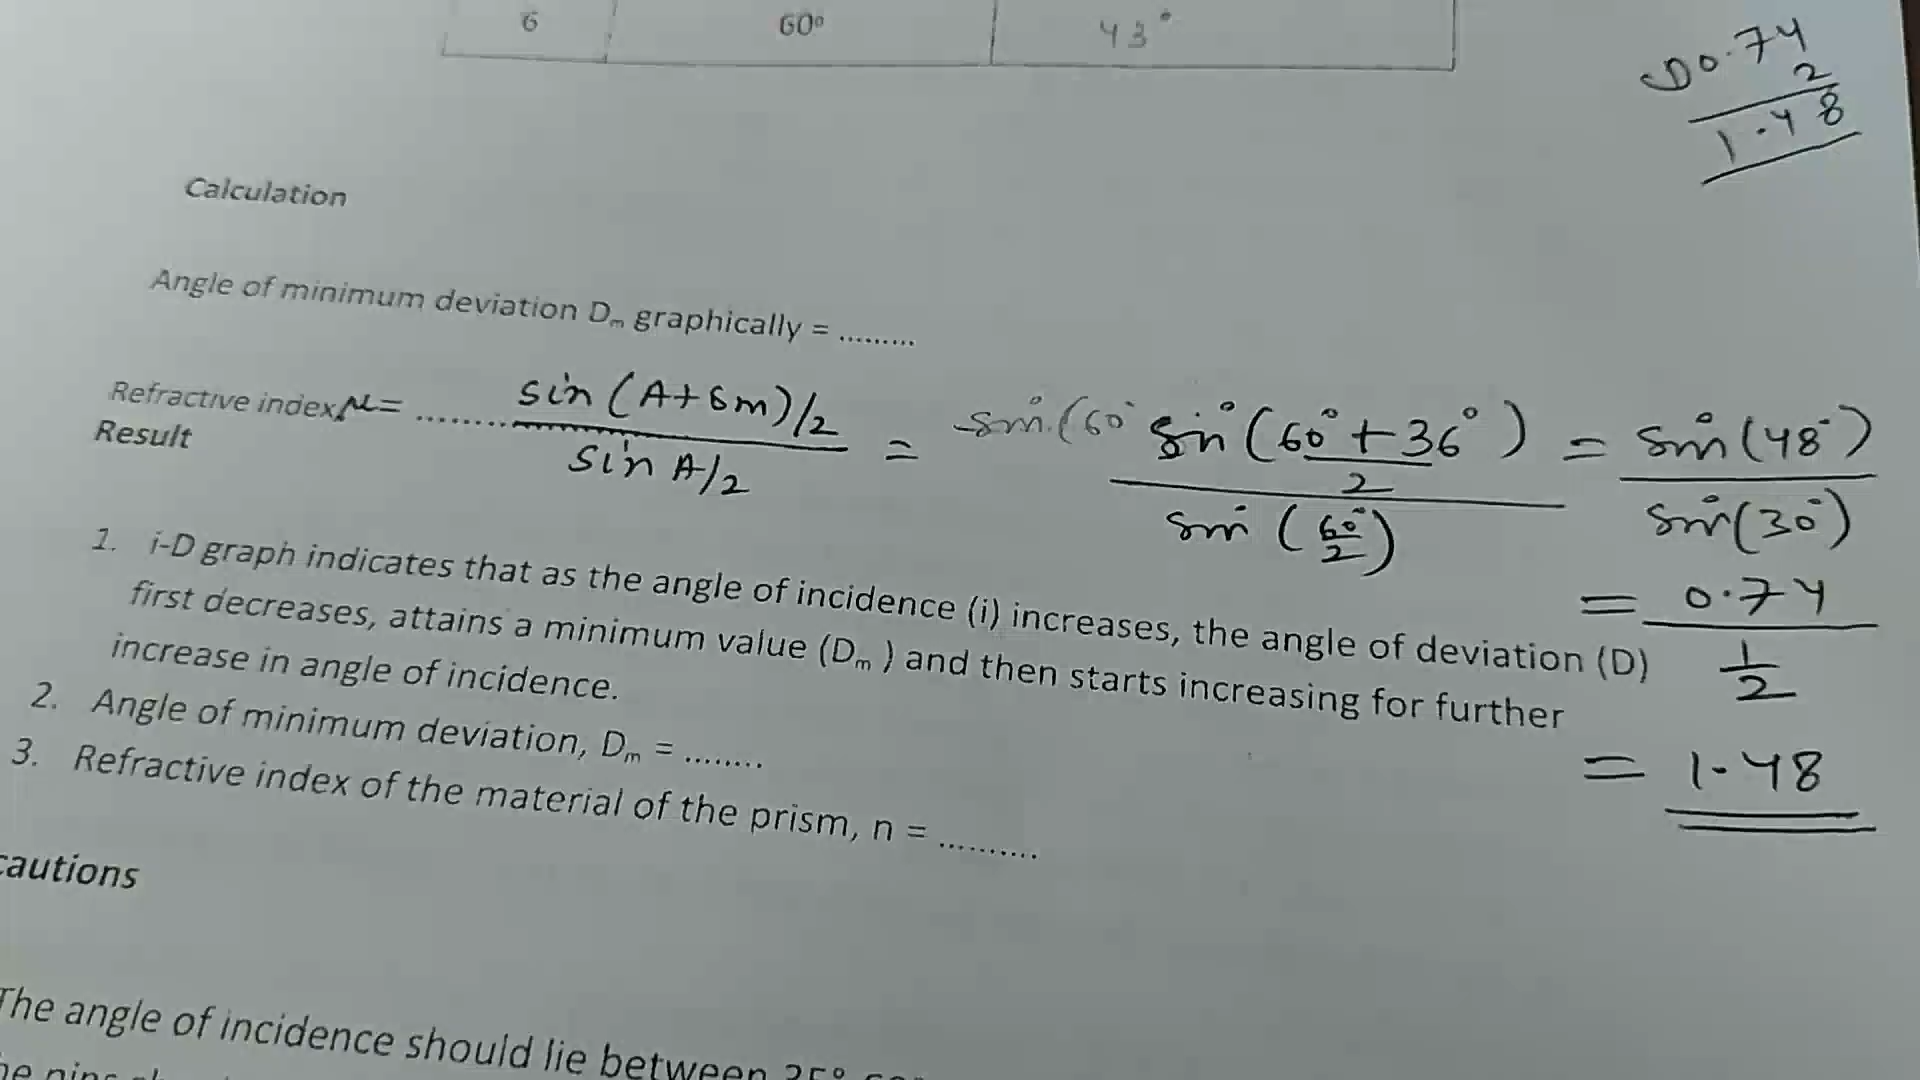 6 60° 43°
0.74
2
1.48
Calculation
Angle of minimum deviation Dm graphically = .........
Refractive index μ= ......... sin (A+δm)/2 / sin A/2 = sin (60° sin (60°+36° / 2) / sin (60°/2) = sin (48°) / sin (30°)
= 0.74 / 1/2
= 1.48
Result
1. i-D graph indicates that as the angle of incidence (i) increases, the angle of deviation (D)
first decreases, attains a minimum value (Dm ) and then starts increasing for further
increase in angle of incidence.
2. Angle of minimum deviation, Dm = ........
3. Refractive index of the material of the prism, n = ..........
cautions
The angle of incidence should lie between 35°